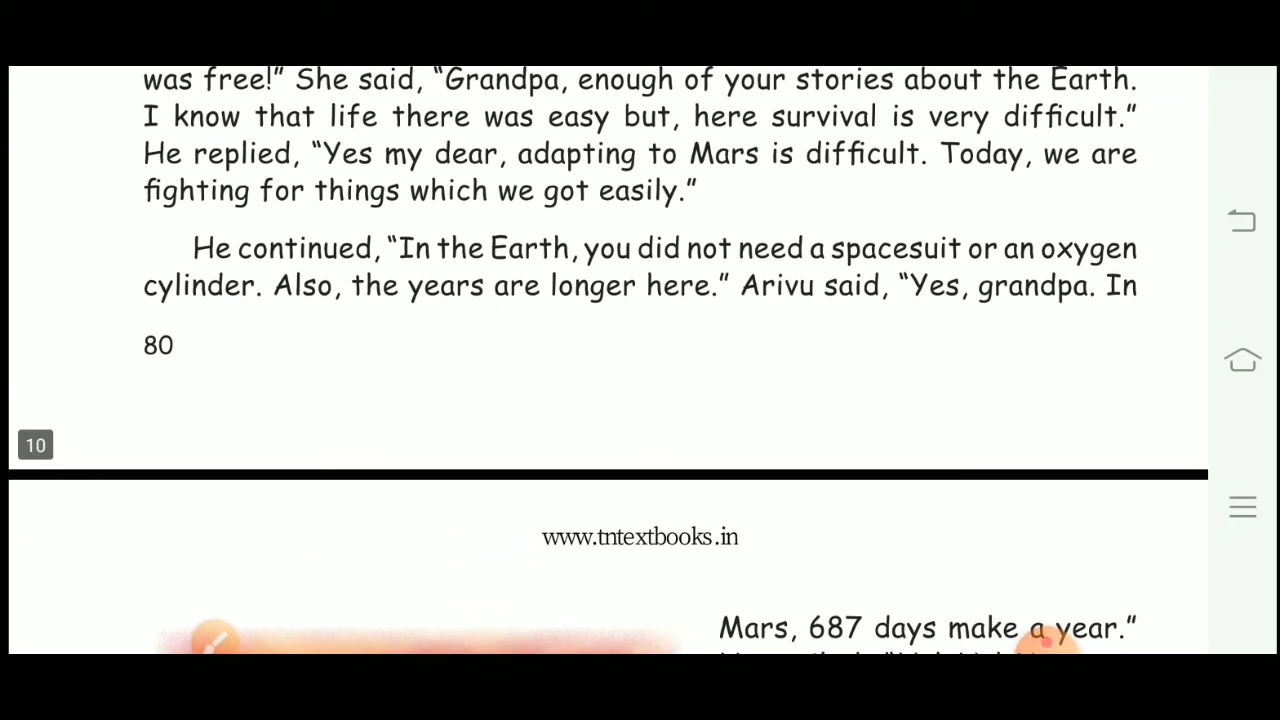 was free!” She said, “Grandpa, enough of your stories about the Earth.
I know that life there was easy but, here survival is very difficult.”
He replied, “Yes my dear, adapting to Mars is difficult. Today, we are
fighting for things which we got easily.”
He continued, “In the Earth, you did not need a spacesuit or an oxygen
cylinder. Also, the years are longer here.” Arivu said, “Yes, grandpa. In
80
10
www.tntextbooks.in
Mars, 687 days make a year.”